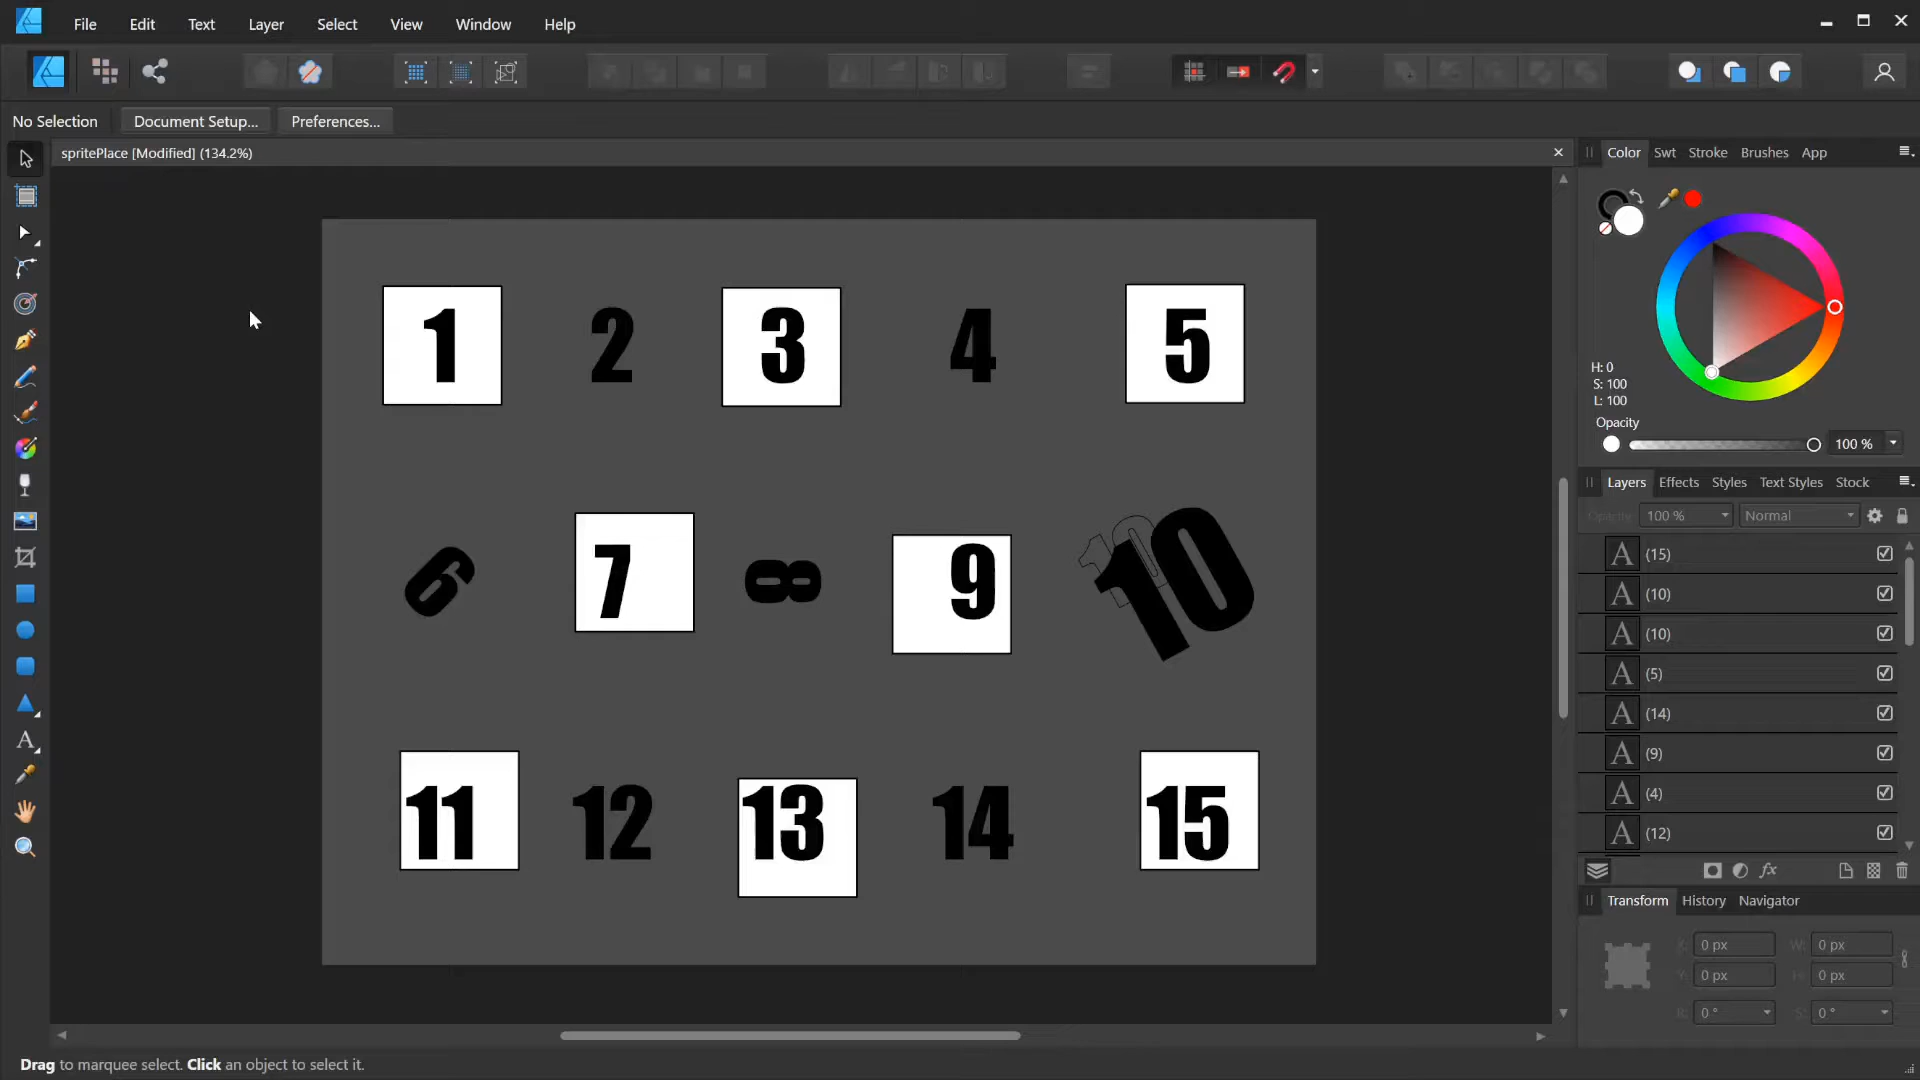 File Edit Text Layer Select View Window Help
No Selection Document Setup... Preferences...
spritePlace [Modified] (134.2%)
1 2 3 4 5
6 7 8 9 10 10
11 12 13 14 15
Color Swt Stroke Brushes App
H: 0
S: 100
L: 100
Opacity
100 %
Layers Effects Styles Text Styles Stock
Opacity: 100 % Normal
A (15)
A (10)
A (10)
A (5)
A (14)
A (9)
A (4)
A (12)
fx
Transform History Navigator
X: 0 px W: 0 px
Y: 0 px H: 0 px
R: 0 ° S: 0 °
Drag to marquee select. Click an object to select it.